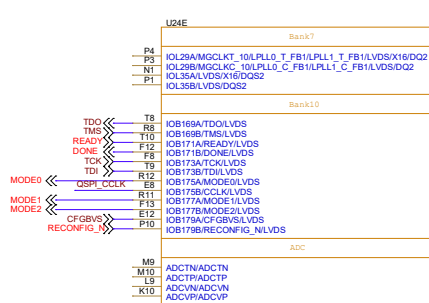 U24E
Bank7
P4 IOL29A/MGCLKT_10/LPLL0_T_FB1/LPLL1_T_FB1/LVDS/X16/DQ2
P3 IOL29B/MGCLKC_10/LPLL0_C_FB1/LPLL1_C_FB1/LVDS/DQ2
N1 IOL35A/LVDS/X16/DQS2
P1 IOL35B/LVDS/DQS2
Bank10
TDO T8 IOB169A/TDO/LVDS
TMS R8 IOB169B/TMS/LVDS
READY T10 IOB171A/READY/LVDS
DONE F12 IOB171B/DONE/LVDS
TCK F8 IOB173A/TCK/LVDS
TDI T9 IOB173B/TDI/LVDS
MODE0 R12 IOB175A/MODE0/LVDS
QSPI_CCLK E8 IOB175B/CCLK/LVDS
MODE1 R11 IOB177A/MODE1/LVDS
MODE2 F13 IOB177B/MODE2/LVDS
CFGBVS E12 IOB179A/CFGBVS/LVDS
RECONFIG_N P10 IOB179B/RECONFIG_N/LVDS
ADC
M9 ADCTN/ADCTN
M10 ADCTP/ADCTP
L9 ADCVN/ADCVN
K10 ADCVP/ADCVP